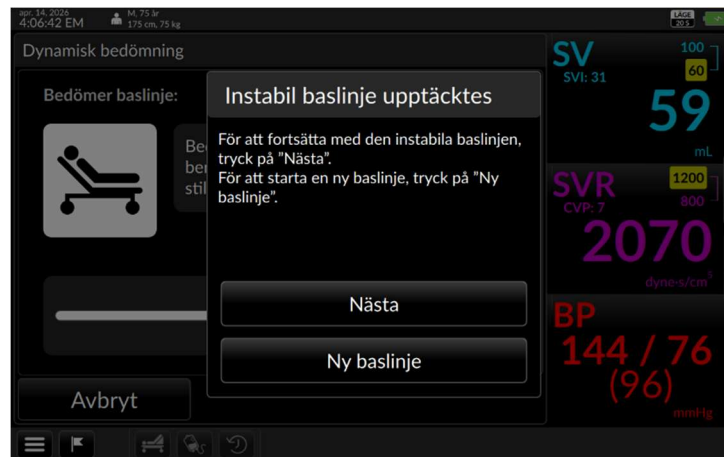 apr. 14, 2026
4:06:42 EM
M, 75 år
175 cm, 75 kg
LÄGE
20 S
Dynamisk bedömning
Bedömer baslinje:
Instabil baslinje upptäcktes
För att fortsätta med den instabila baslinjen,
tryck på ”Nästa”.
För att starta en ny baslinje, tryck på ”Ny
baslinje”.
Nästa
Ny baslinje
Avbryt
SV
SVI: 31
100
60
59
mL
SVR
CVP: 7
1200
800
2070
dyne-s/cm⁵
BP
144 / 76
(96)
mmHg